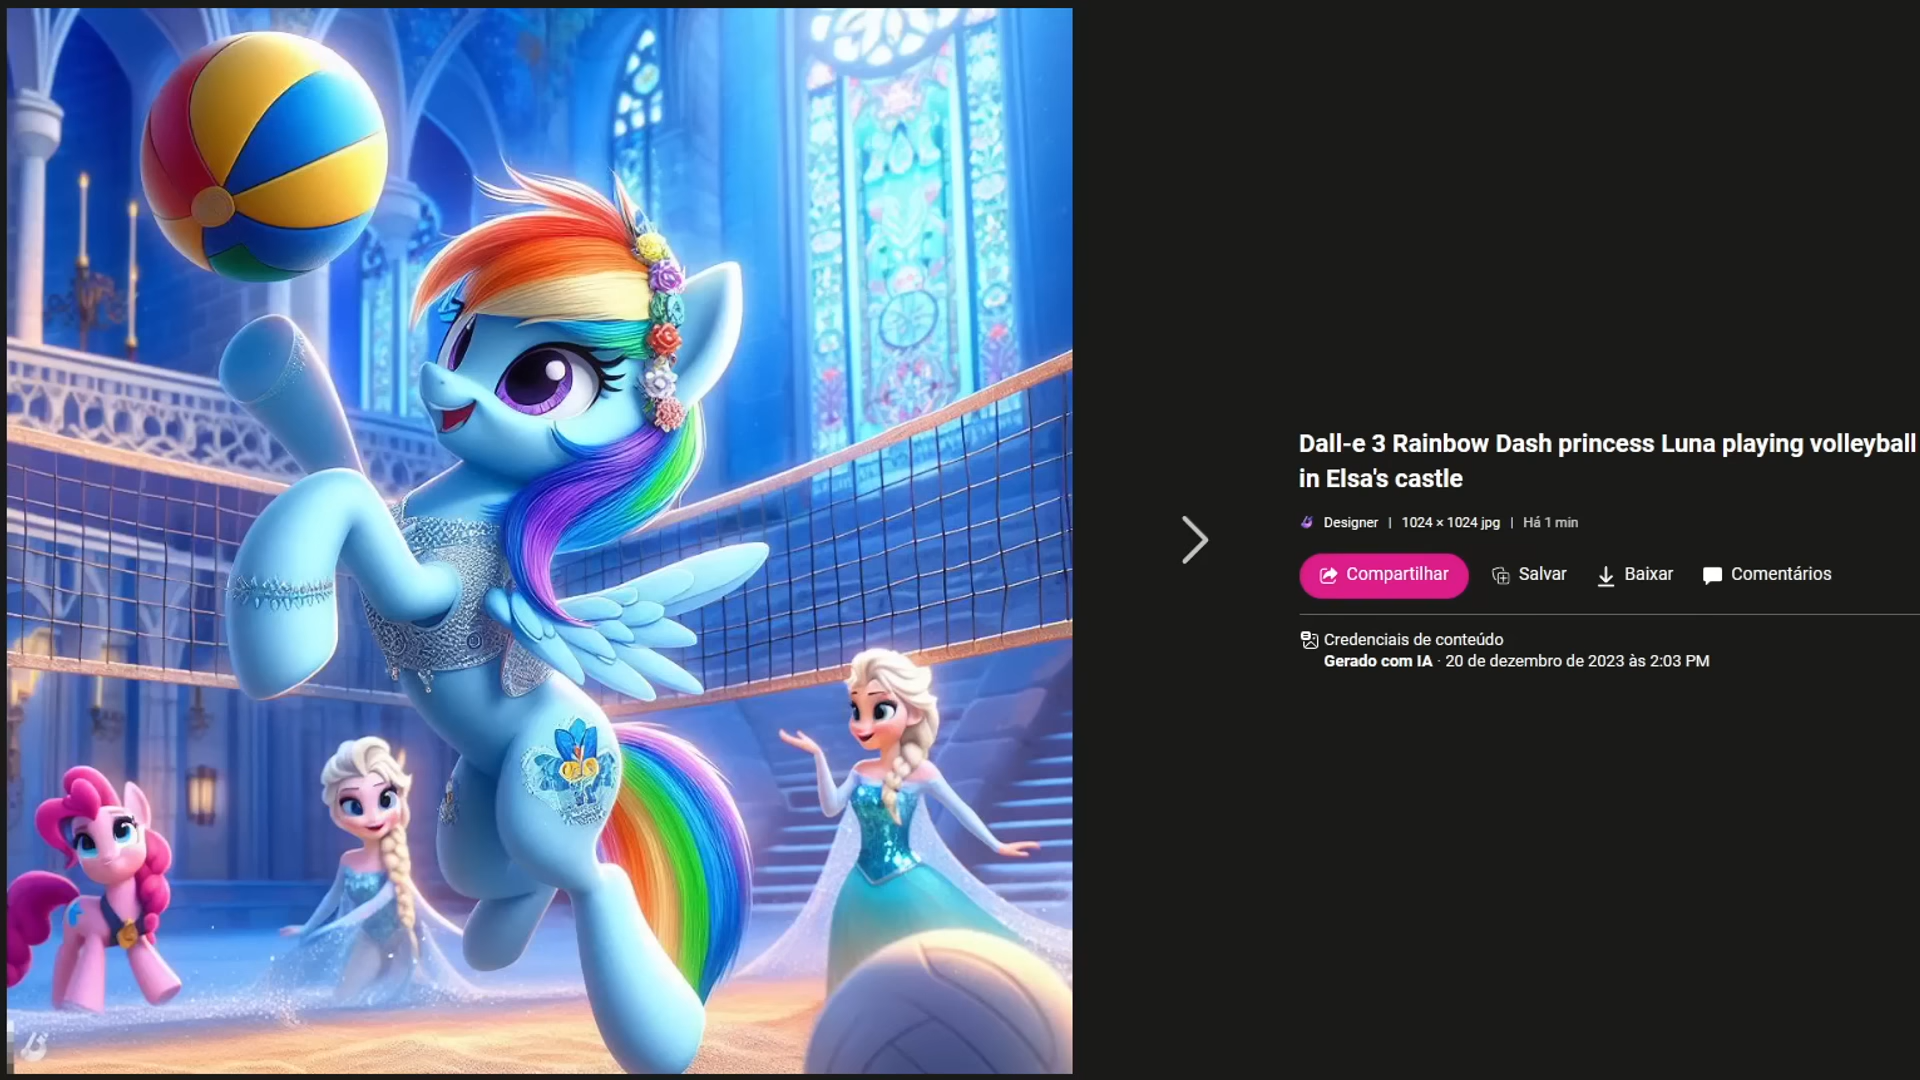 Dall-e 3 Rainbow Dash princess Luna playing volleyball
in Elsa's castle
Designer | 1024 × 1024 jpg | Há 1 min
Compartilhar Salvar Baixar Comentários
Credenciais de conteúdo
Gerado com IA · 20 de dezembro de 2023 às 2:03 PM